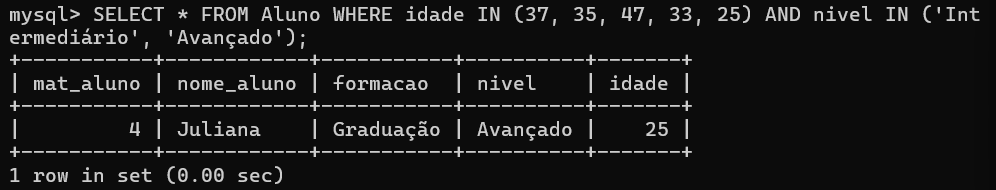 mysql> SELECT * FROM Aluno WHERE idade IN (37, 35, 47, 33, 25) AND nivel IN ('Int
ermediário', 'Avançado');
+-----------+------------+-----------+----------+-------+
| mat_aluno | nome_aluno | formacao  | nivel    | idade |
+-----------+------------+-----------+----------+-------+
|         4 | Juliana    | Graduação | Avançado |    25 |
+-----------+------------+-----------+----------+-------+
1 row in set (0.00 sec)